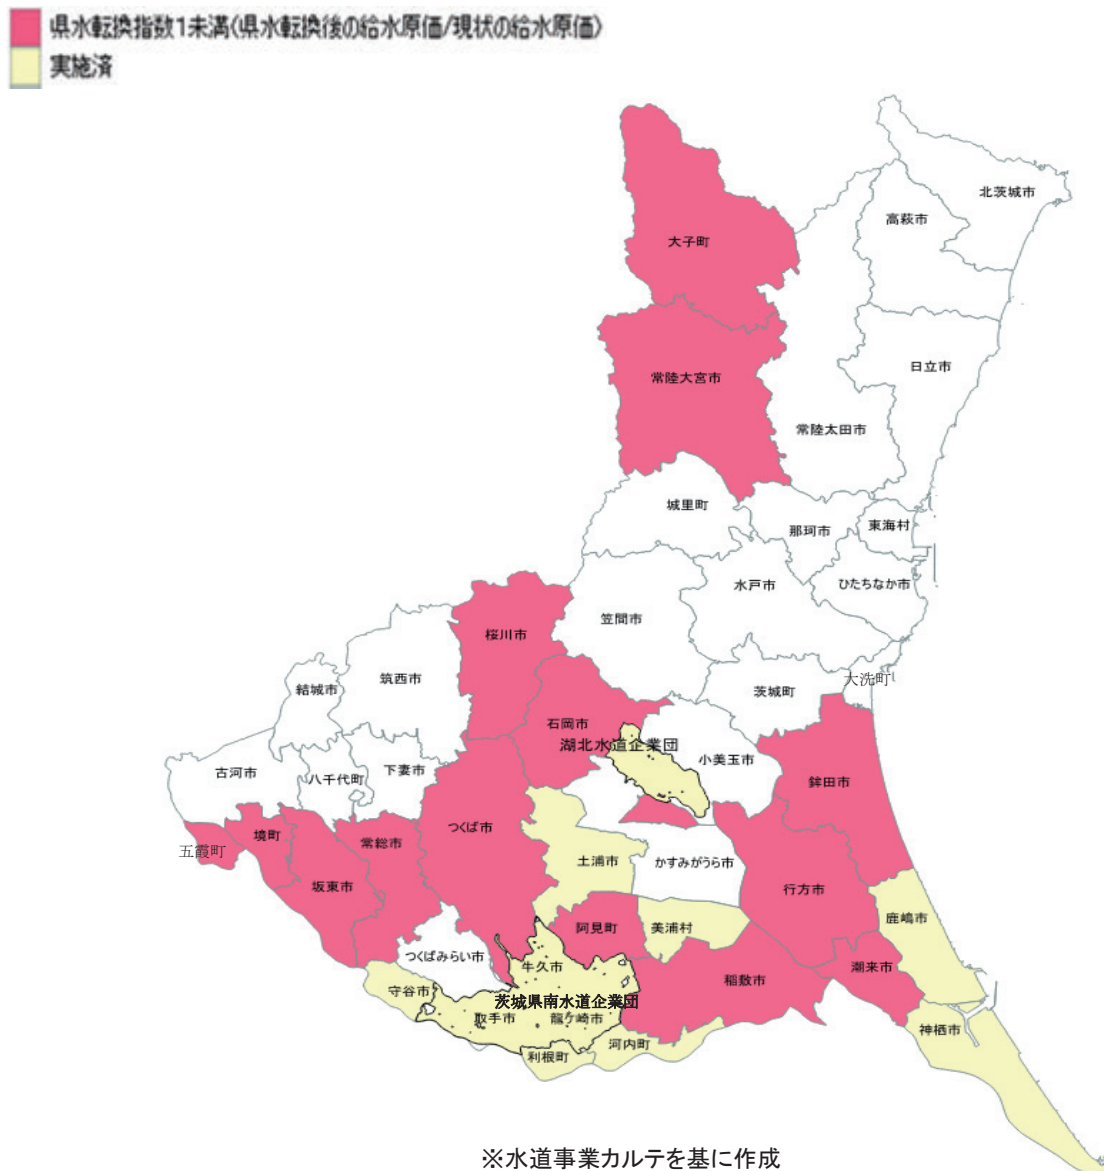 県水転換指数1未満(県水転換後の給水原価/現状の給水原価)
実施済
北茨城市
高萩市
大子町
日立市
常陸大宮市
常陸太田市
城里町
那珂市
東海村
水戸市
ひたちなか市
笠間市
桜川市
筑西市
結城市
大洗町
茨城町
石岡市
湖北水道企業団
小美玉市
古河市
八千代町
下妻市
鉾田市
つくば市
境町
常総市
五霞町
坂東市
土浦市
かすみがうら市
行方市
鹿嶋市
阿見町
美浦村
つくばみらい市
牛久市
稲敷市
潮来市
守谷市
茨城県南水道企業団
取手市
龍ケ崎市
神栖市
利根町
河内町
※水道事業カルテを基に作成